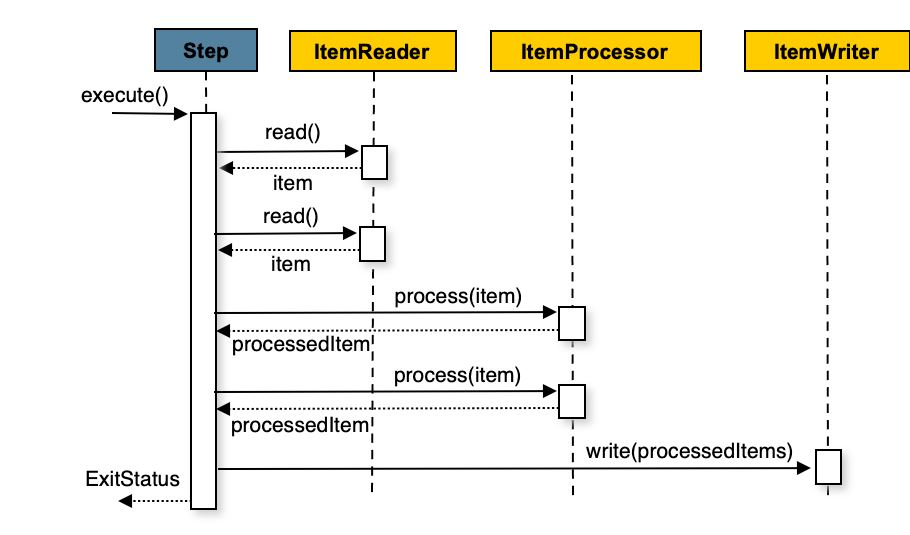 Step
ItemReader
ItemProcessor
ItemWriter
execute()
read()
item
read()
item
process(item)
processedItem
process(item)
processedItem
write(processedItems)
ExitStatus